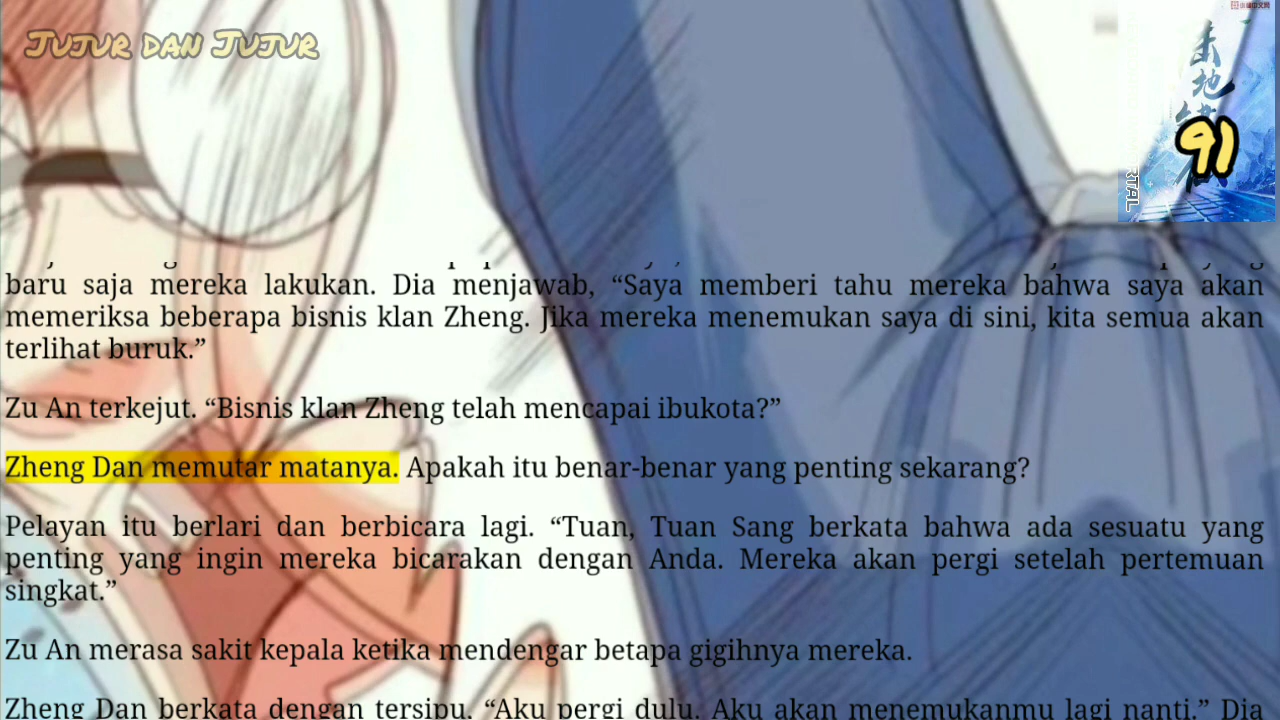 Jujur dan Jujur
91
RTAL
baru saja mereka lakukan. Dia menjawab, “Saya memberi tahu mereka bahwa saya akan
memeriksa beberapa bisnis klan Zheng. Jika mereka menemukan saya di sini, kita semua akan
terlihat buruk.”
Zu An terkejut. “Bisnis klan Zheng telah mencapai ibukota?”
Zheng Dan memutar matanya. Apakah itu benar-benar yang penting sekarang?
Pelayan itu berlari dan berbicara lagi. “Tuan, Tuan Sang berkata bahwa ada sesuatu yang
penting yang ingin mereka bicarakan dengan Anda. Mereka akan pergi setelah pertemuan
singkat.”
Zu An merasa sakit kepala ketika mendengar betapa gigihnya mereka.
Zheng Dan berkata dengan tersipu. “Aku pergi dulu. Aku akan menemukanmu lagi nanti.” Dia